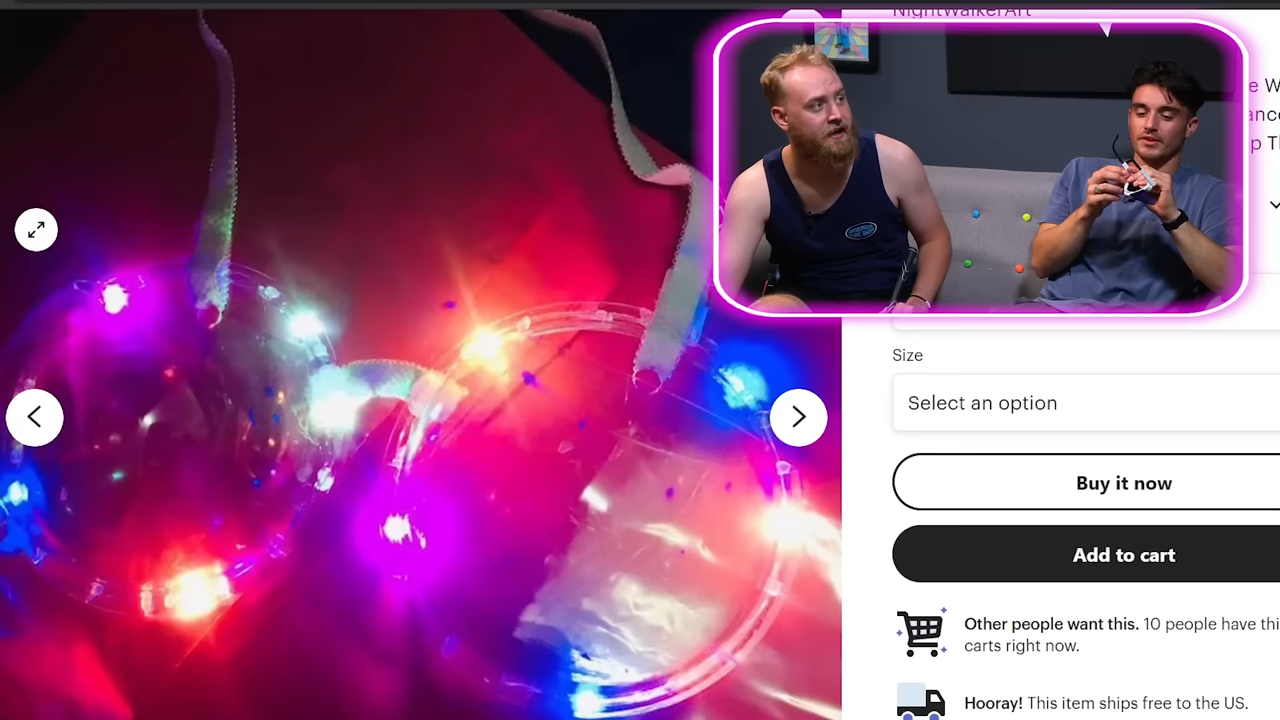 NightWalkerArt
e W
anc
p T
Size
Select an option
Buy it now
Add to cart
Other people want this. 10 people have thi
carts right now.
Hooray! This item ships free to the US.